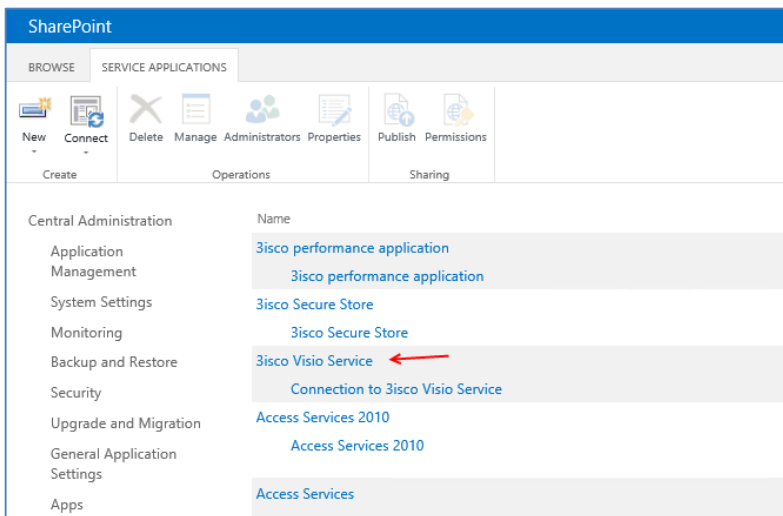 SharePoint
BROWSE SERVICE APPLICATIONS
New Connect Delete Manage Administrators Properties Publish Permissions
Create Operations Sharing
Central Administration
Application
Management
System Settings
Monitoring
Backup and Restore
Security
Upgrade and Migration
General Application
Settings
Apps
Name
3isco performance application
3isco performance application
3isco Secure Store
3isco Secure Store
3isco Visio Service
Connection to 3isco Visio Service
Access Services 2010
Access Services 2010
Access Services